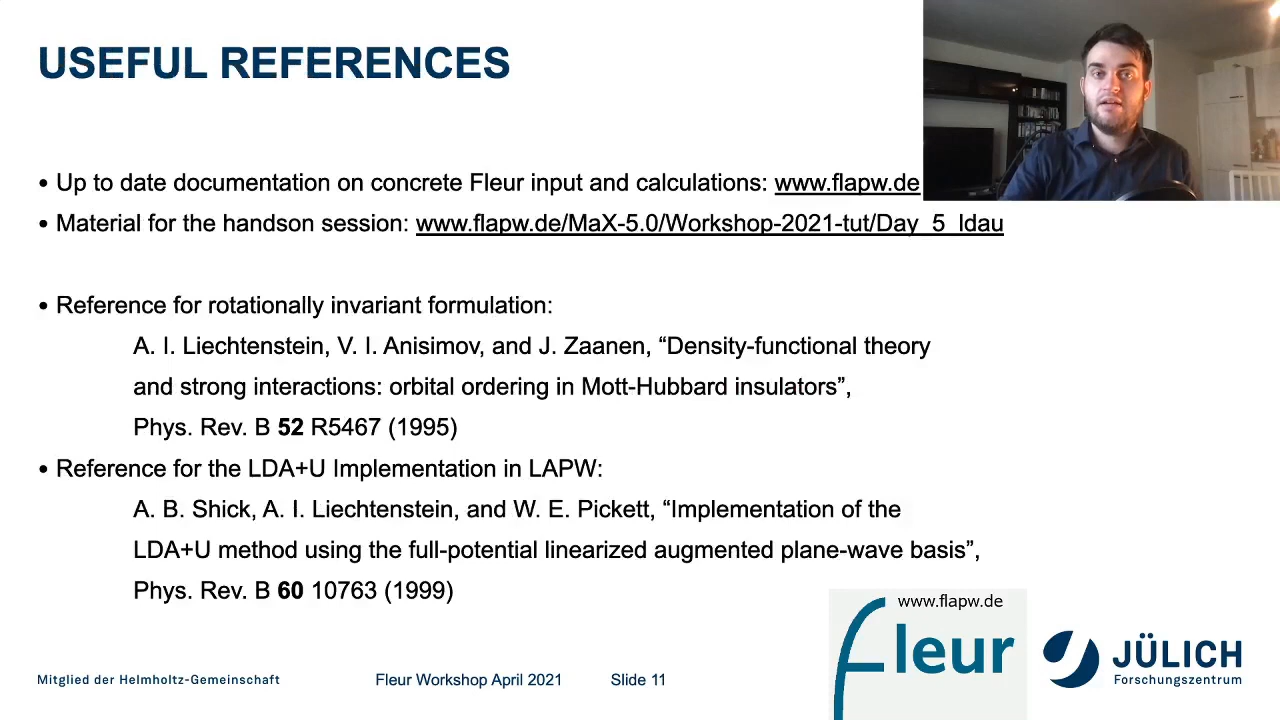 USEFUL REFERENCES
• Up to date documentation on concrete Fleur input and calculations: www.flapw.de
• Material for the handson session: www.flapw.de/MaX-5.0/Workshop-2021-tut/Day_5_ldau
• Reference for rotationally invariant formulation:
A. I. Liechtenstein, V. I. Anisimov, and J. Zaanen, “Density-functional theory
and strong interactions: orbital ordering in Mott-Hubbard insulators”,
Phys. Rev. B 52 R5467 (1995)
• Reference for the LDA+U Implementation in LAPW:
A. B. Shick, A. I. Liechtenstein, and W. E. Pickett, “Implementation of the
LDA+U method using the full-potential linearized augmented plane-wave basis”,
Phys. Rev. B 60 10763 (1999)
www.flapw.de
fleur
JÜLICH
Forschungszentrum
Mitglied der Helmholtz-Gemeinschaft
Fleur Workshop April 2021
Slide 11